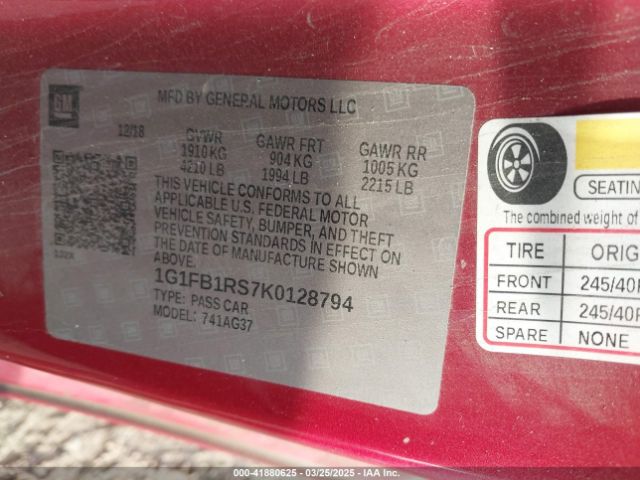 GM
MFD BY GENERAL MOTORS LLC
12/18
GVWR GAWR FRT GAWR RR
1910 KG 904 KG 1005 KG
4210 LB 1994 LB 2215 LB
THIS VEHICLE CONFORMS TO ALL
APPLICABLE U.S. FEDERAL MOTOR
VEHICLE SAFETY, BUMPER, AND THEFT
PREVENTION STANDARDS IN EFFECT ON
THE DATE OF MANUFACTURE SHOWN
ABOVE.
1G1FB1RS7K0128794
TYPE: PASS CAR
MODEL: 741AG37
SEATIN
The combined weight of
TIRE ORIG
FRONT 245/40R
REAR 245/40R
SPARE NONE
00-41880625 - 03/25/2025 - IAA Inc.